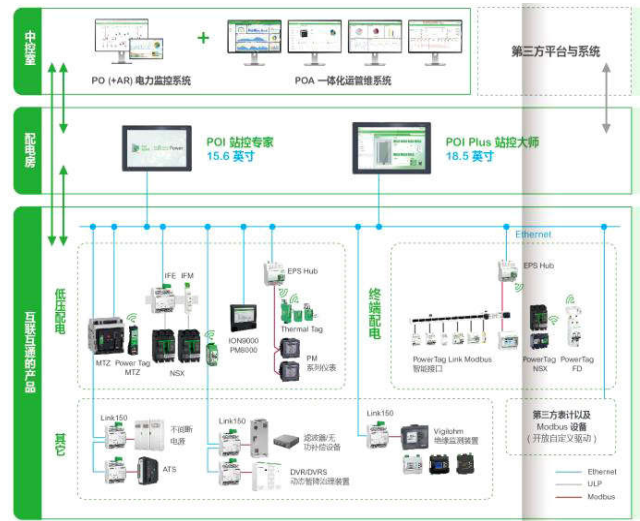 中控室
PO (+AR) 电力监控系统
+
POA 一体化运管维系统
第三方平台与系统
配电房
POI 站控专家
15.6 英寸
POI Plus 站控大师
18.5 英寸
互联互通的产品
Ethernet
低压配电
IFE
IFM
EPS Hub
MTZ
Power Tag
MTZ
NSX
ION9000
PM8000
Thermal Tag
PM
系列仪表
终端配电
EPS Hub
PowerTag Link Modbus
智能接口
PowerTag
NSX
PowerTag
FD
其它
Link150
不间断
电源
ATS
Link150
滤波器/无
功补偿设备
DVR/DVRS
动态暂降治理装置
Link150
Vigilohm
绝缘监测装置
第三方表计以及
Modbus 设备
（开放自定义驱动）
Ethernet
ULP
Modbus